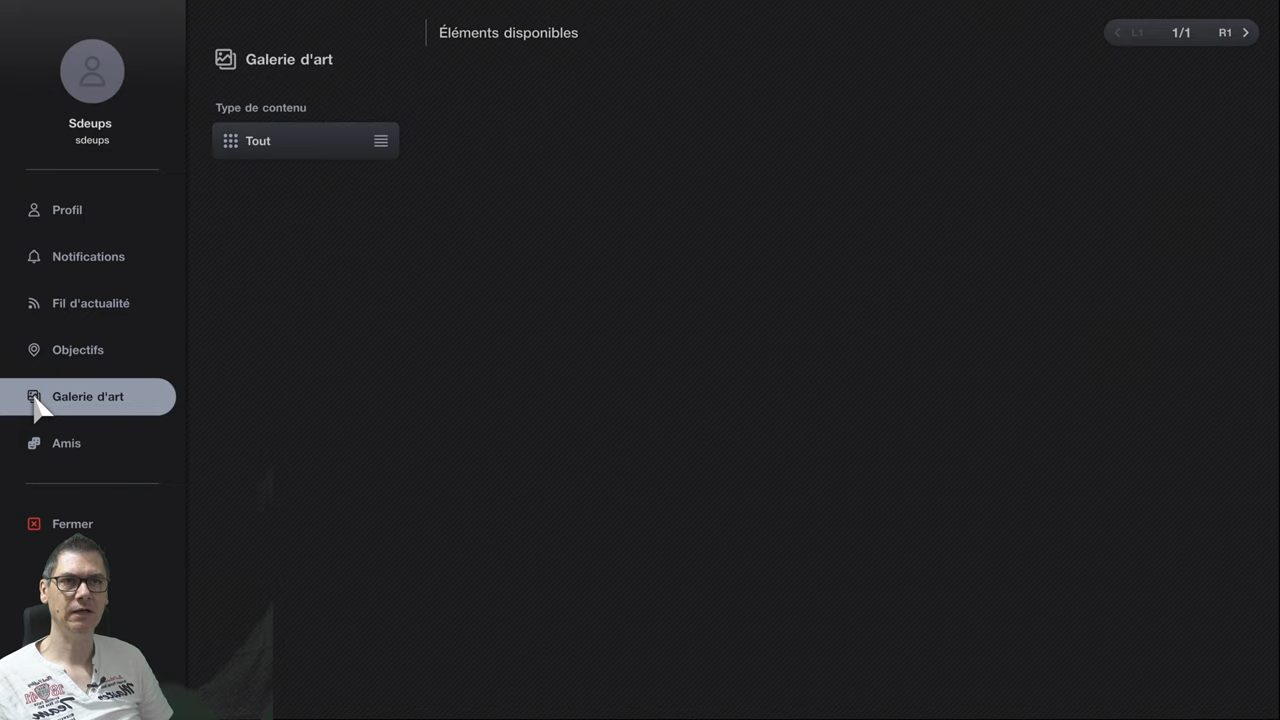 Sdeups
sdeups
Profil
Notifications
Fil d'actualité
Objectifs
Galerie d'art
Amis
Fermer
Galerie d'art
Type de contenu
Tout
Éléments disponibles
L1 1/1 R1